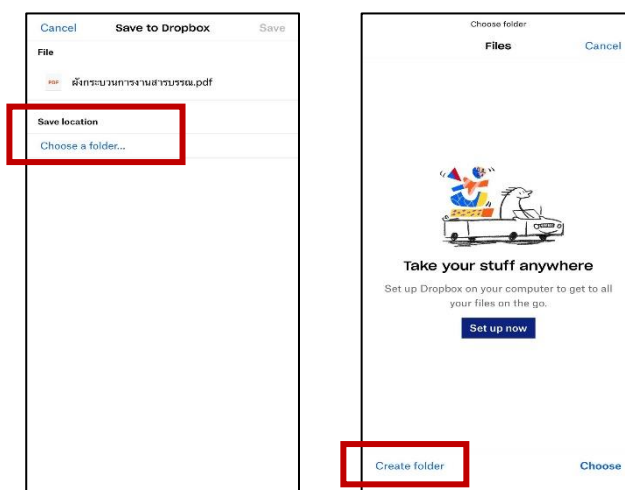 Cancel Save to Dropbox Save
File
PDF ผังกระบวนการงานสารบรรณ.pdf
Save location
Choose a folder...
Choose folder
Files Cancel
Take your stuff anywhere
Set up Dropbox on your computer to get to all
your files on the go.
Set up now
Create folder Choose